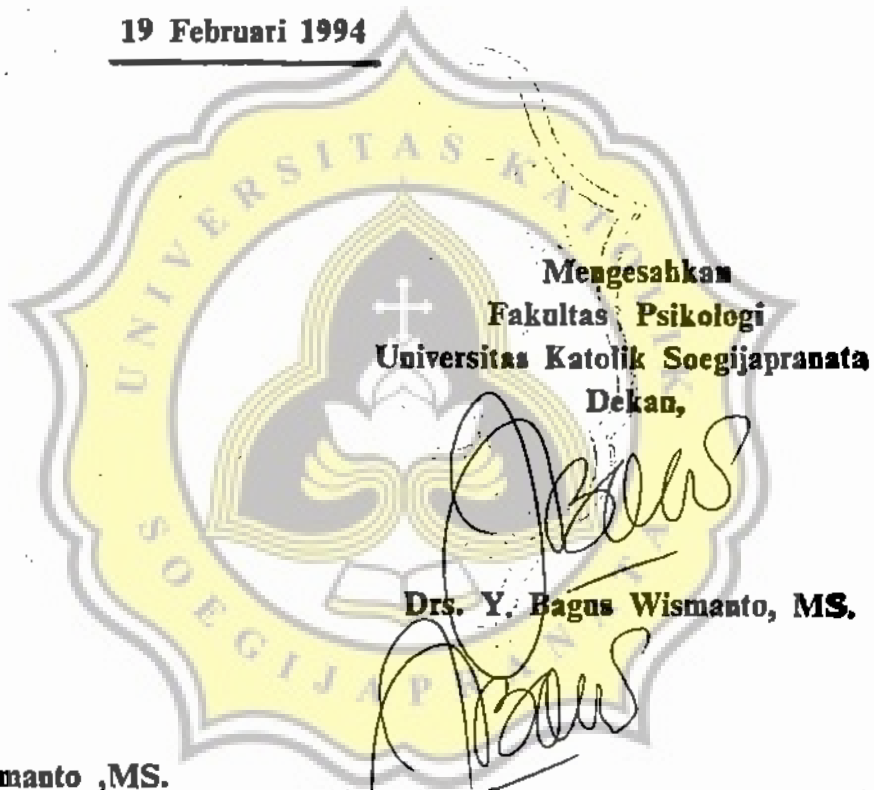 19 Februari 1994
UNIVERSITAS KATOLIK
SOEGIJAPRANATA
Mengesahkan
Fakultas Psikologi
Universitas Katolik Soegijapranata
Dekan,
Drs. Y. Bagus Wismanto, MS.
manto ,MS.